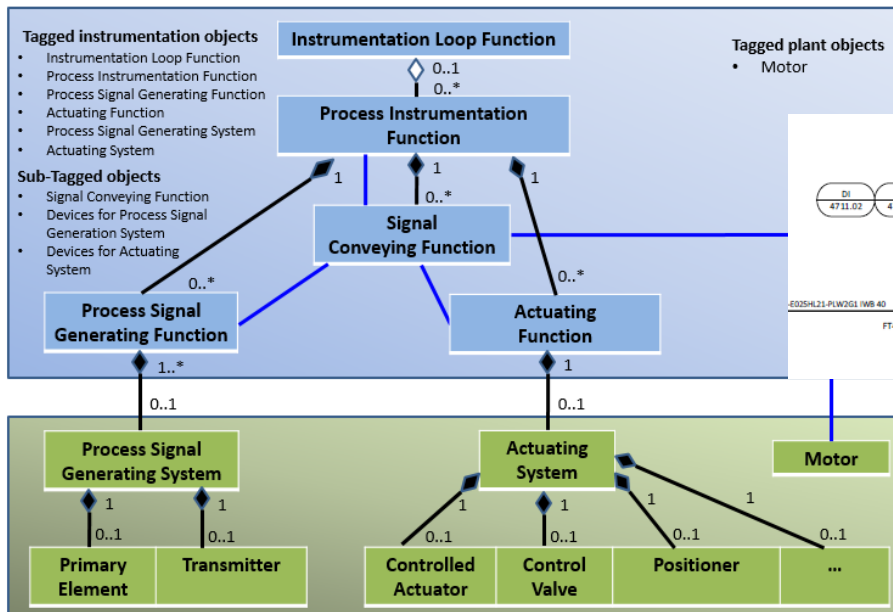 Tagged instrumentation objects
• Instrumentation Loop Function
• Process Instrumentation Function
• Process Signal Generating Function
• Actuating Function
• Process Signal Generating System
• Actuating System
Sub-Tagged objects
• Signal Conveying Function
• Devices for Process Signal
Generation System
• Devices for Actuating
System
Instrumentation Loop Function
0..1
0..*
Process Instrumentation
Function
1
1
1
0..*
Signal
Conveying Function
0..*
0..*
Process Signal
Generating Function
Actuating
Function
1..*
1
0..1
0..1
Tagged plant objects
• Motor
DI
4711.02
4
-E025HL21-PLW2G1 IWB 40
FT-
Process Signal
Generating System
Actuating
System
Motor
1
1
1
1
1
1
0..1
0..1
0..1
0..1
0..1
0..1
Primary
Element
Transmitter
Controlled
Actuator
Control
Valve
Positioner
...